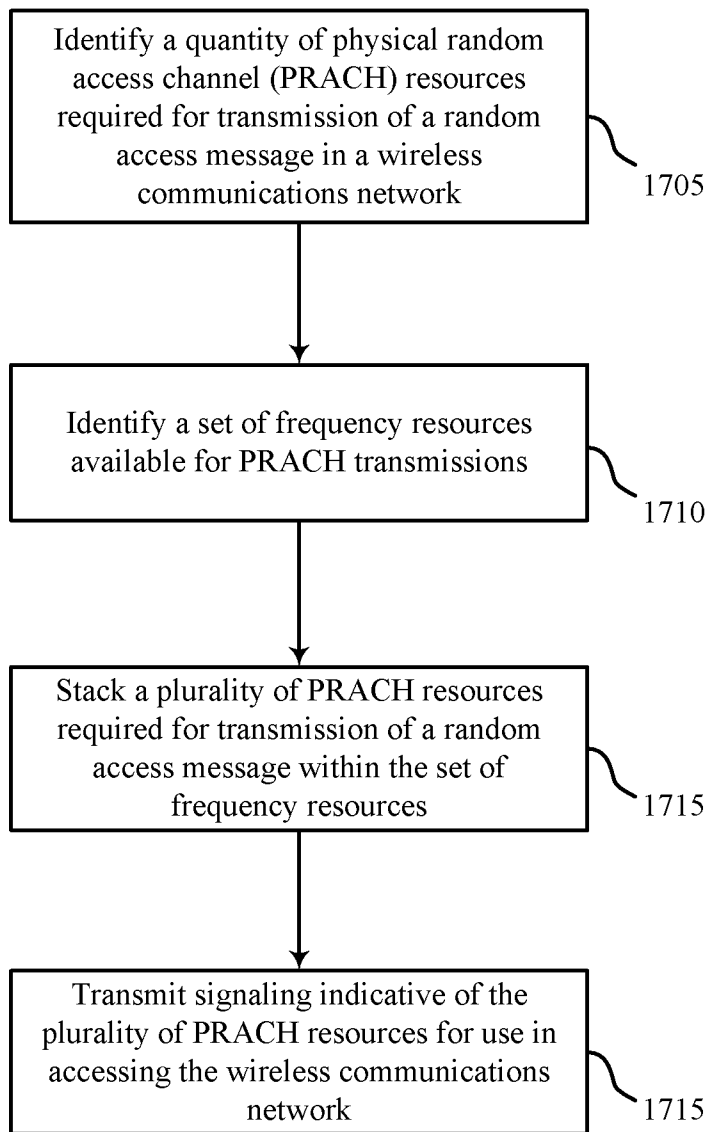 Identify a quantity of physical random
access channel (PRACH) resources
required for transmission of a random
access message in a wireless
communications network
1705
Identify a set of frequency resources
available for PRACH transmissions
1710
Stack a plurality of PRACH resources
required for transmission of a random
access message within the set of
frequency resources
1715
Transmit signaling indicative of the
plurality of PRACH resources for use in
accessing the wireless communications
network
1715